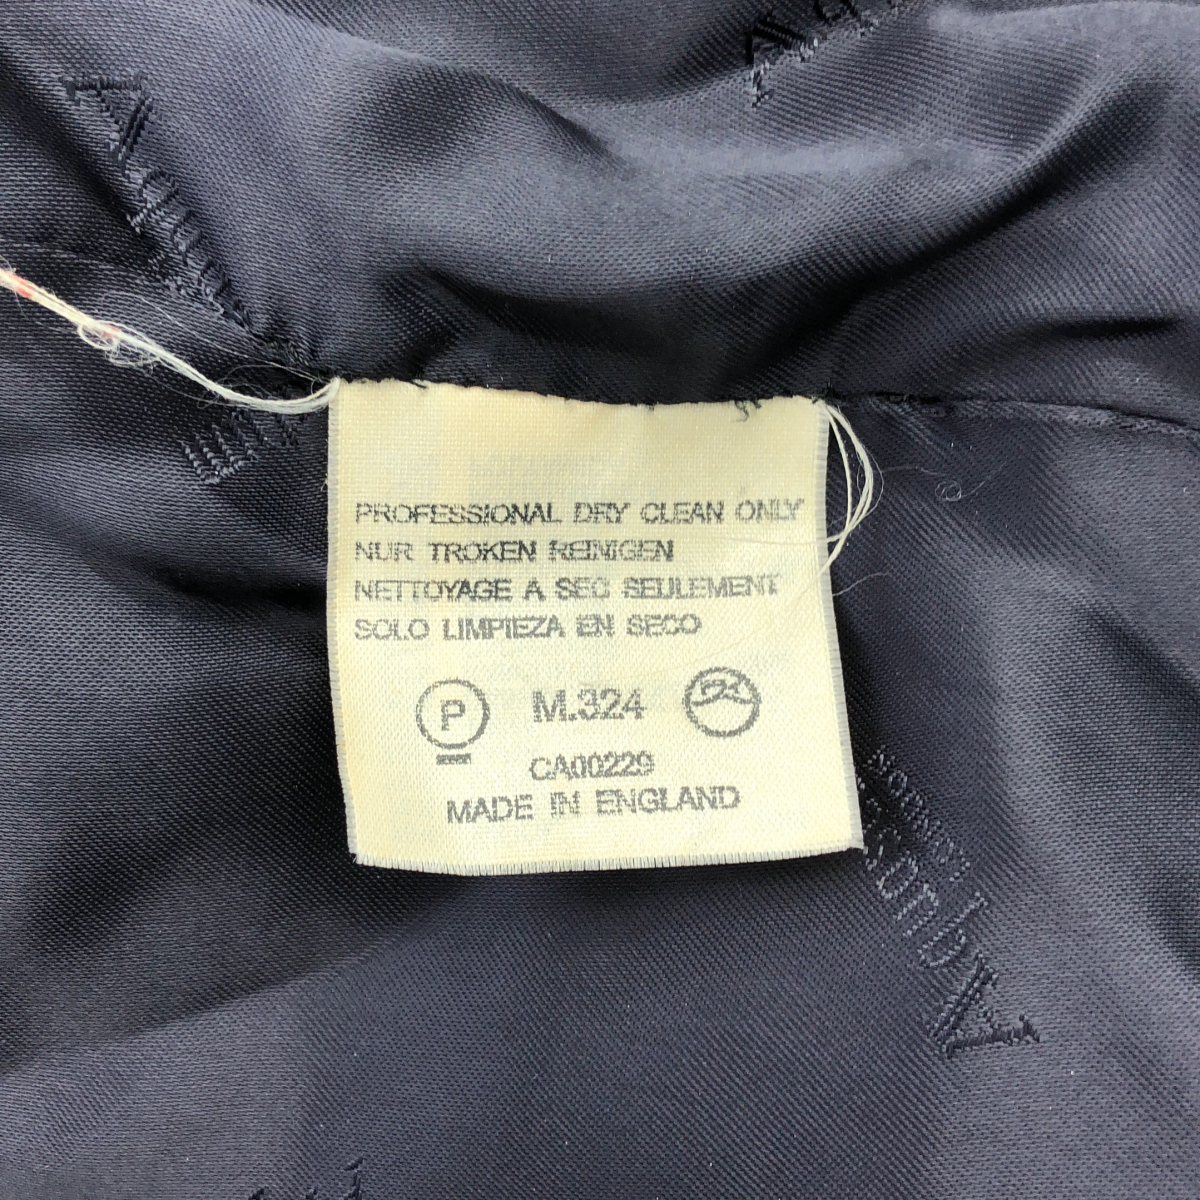 PROFESSIONAL DRY CLEAN ONLY
NUR TROKEN REINIGEN
NETTOYAGE A SEC SEULEMENT
SOLO LIMPIEZA EN SECO
P M.324
CA00229
MADE IN ENGLAND